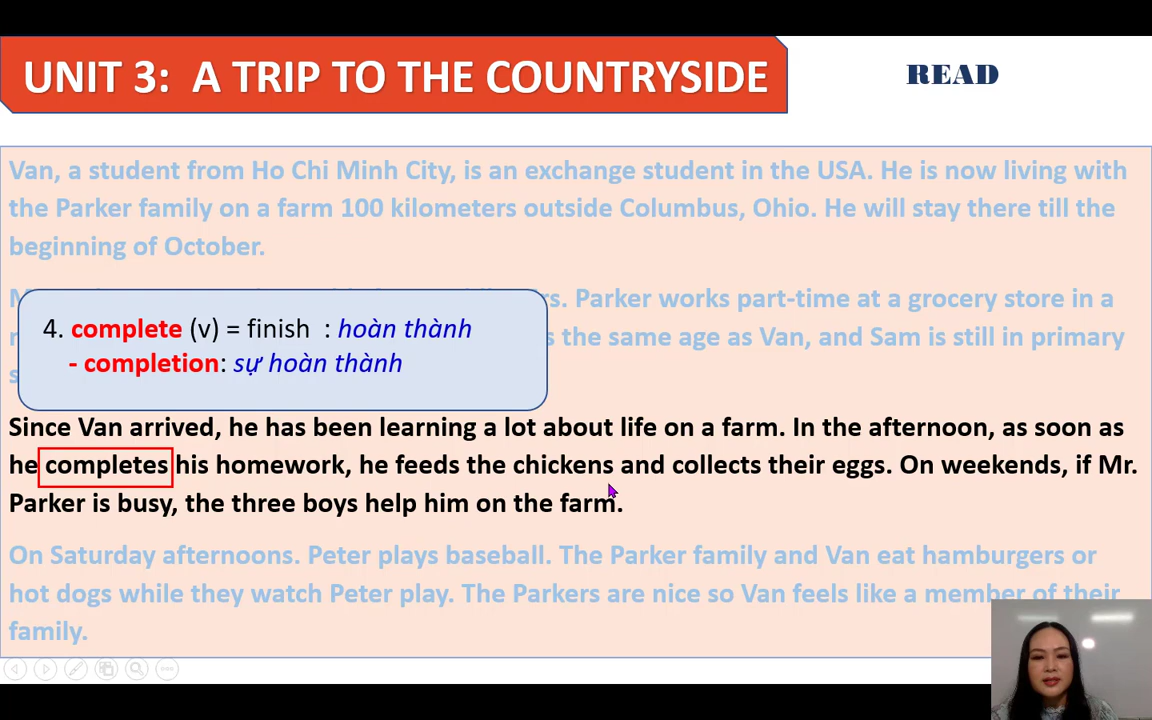 UNIT 3: A TRIP TO THE COUNTRYSIDE
READ
Van, a student from Ho Chi Minh City, is an exchange student in the USA. He is now living with
the Parker family on a farm 100 kilometers outside Columbus, Ohio. He will stay there till the
beginning of October.
rs. Parker works part-time at a grocery store in a
s the same age as Van, and Sam is still in primary
4. complete (v) = finish : hoàn thành
- completion: sự hoàn thành
Since Van arrived, he has been learning a lot about life on a farm. In the afternoon, as soon as
he completes his homework, he feeds the chickens and collects their eggs. On weekends, if Mr.
Parker is busy, the three boys help him on the farm.
On Saturday afternoons. Peter plays baseball. The Parker family and Van eat hamburgers or
hot dogs while they watch Peter play. The Parkers are nice so Van feels like a member of their
family.